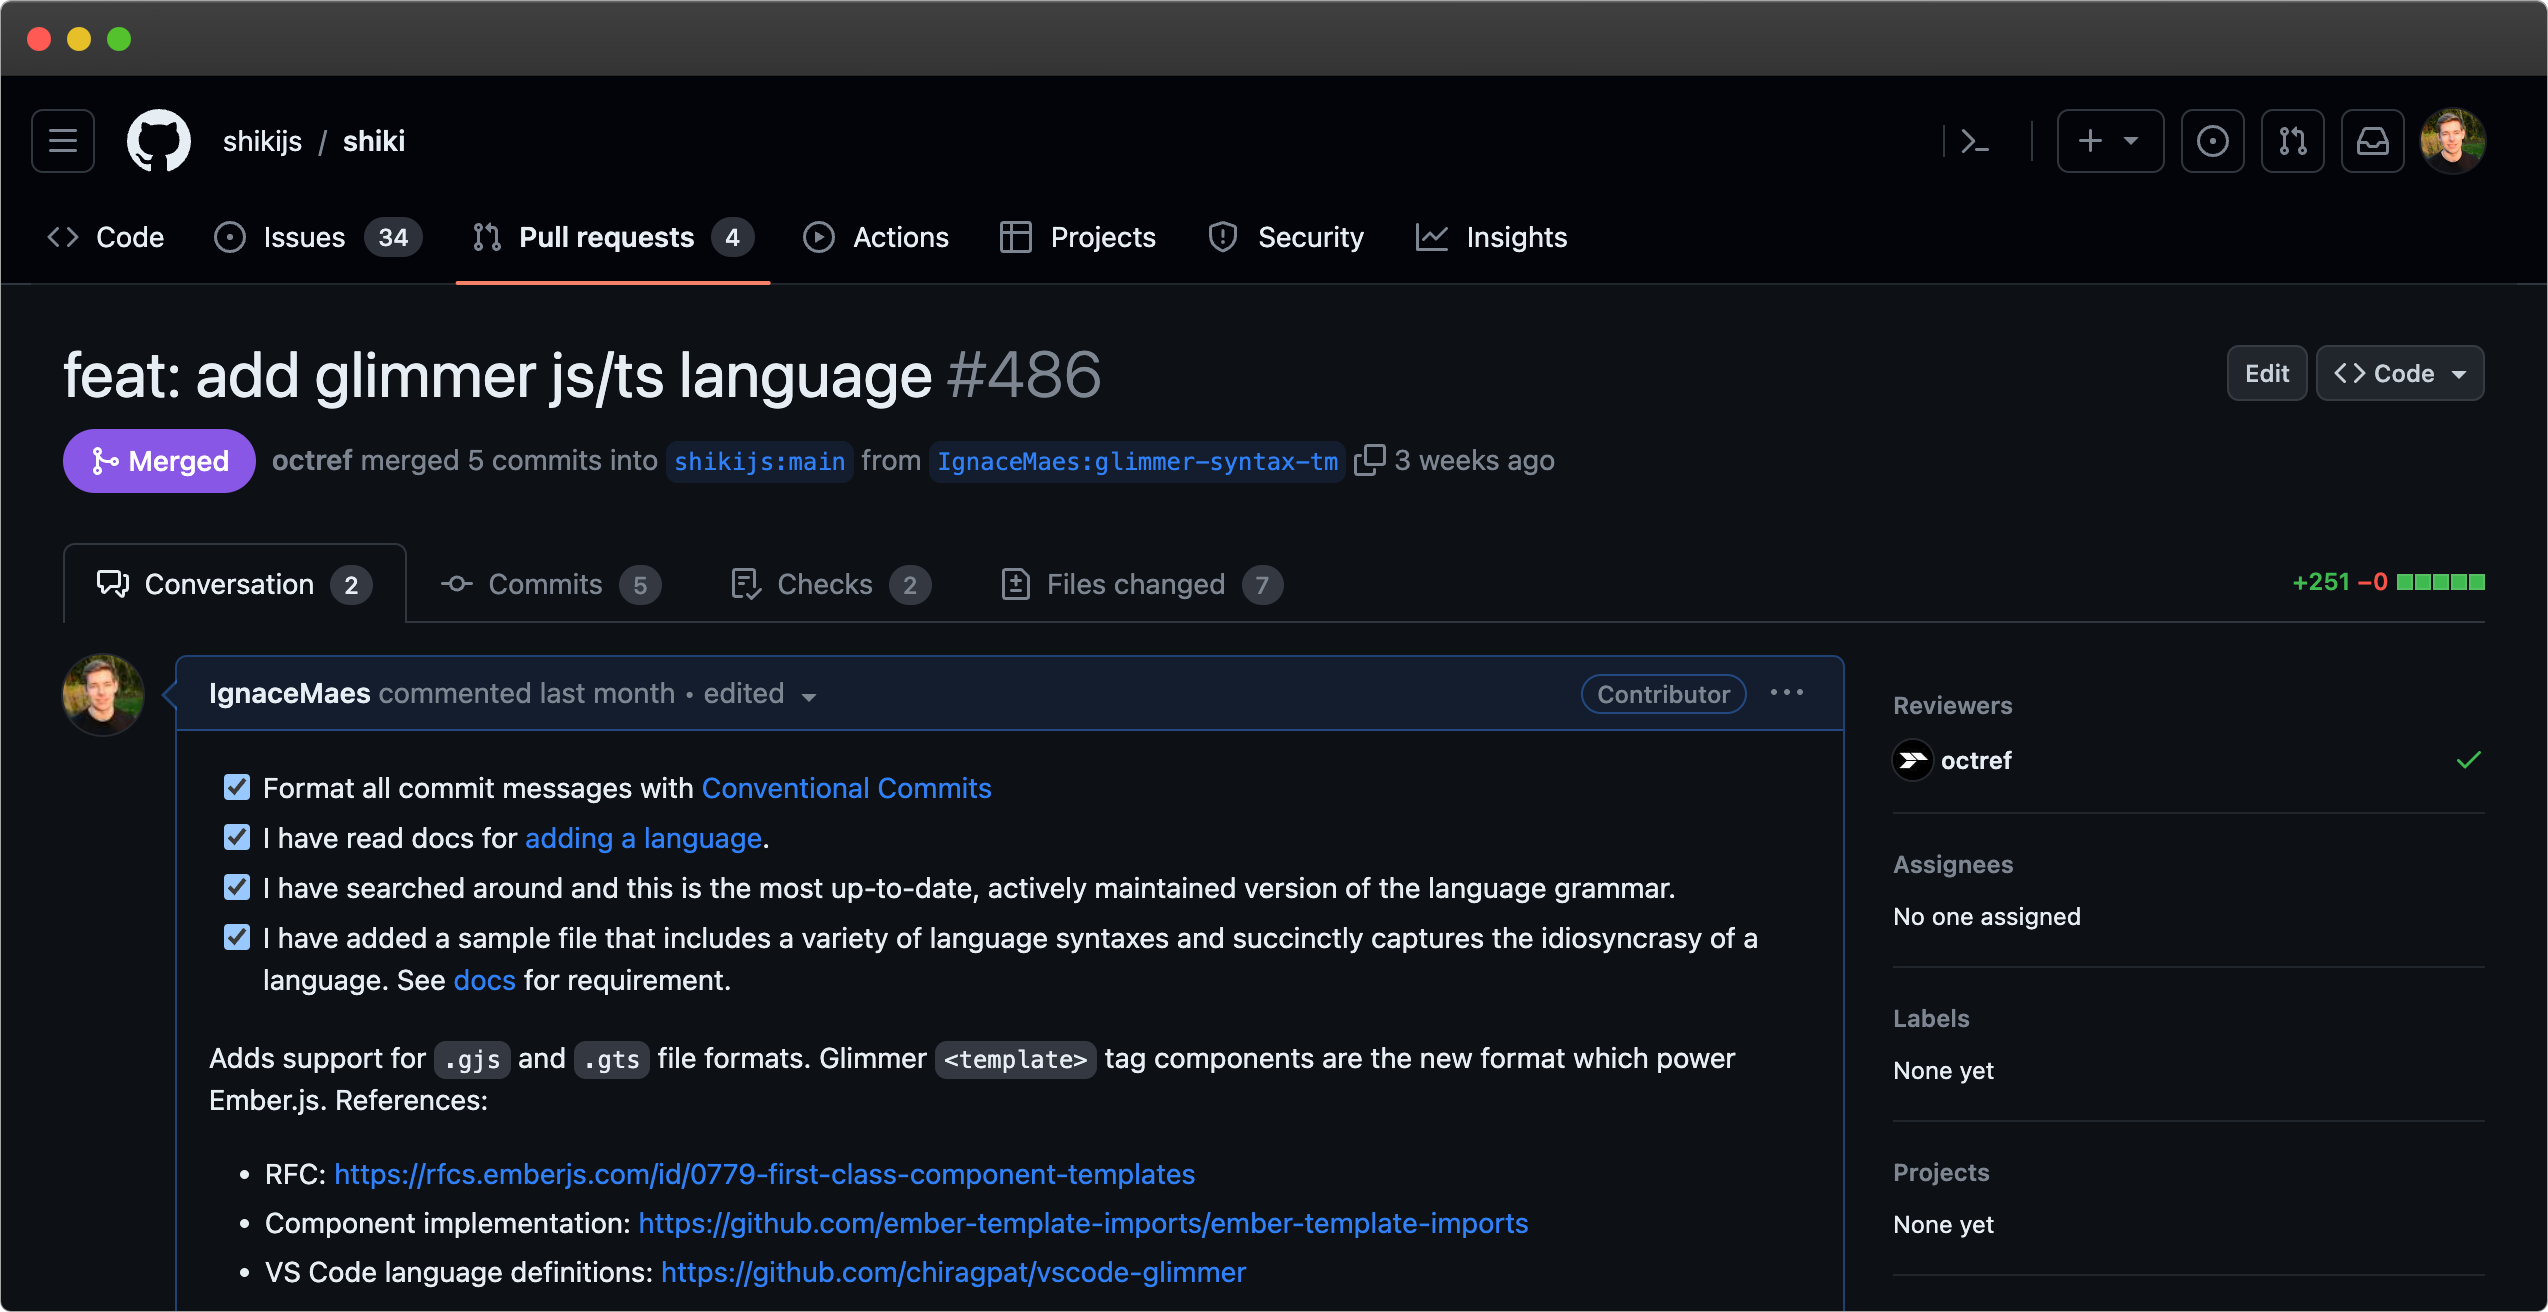 shikijs / shiki
Code Issues 34 Pull requests 4 Actions Projects Security Insights
feat: add glimmer js/ts language #486
Edit Code
Merged octref merged 5 commits into shikijs:main from IgnaceMaes:glimmer-syntax-tm 3 weeks ago
Conversation 2 Commits 5 Checks 2 Files changed 7 +251 −0
IgnaceMaes commented last month • edited Contributor
Format all commit messages with Conventional Commits
I have read docs for adding a language.
I have searched around and this is the most up-to-date, actively maintained version of the language grammar.
I have added a sample file that includes a variety of language syntaxes and succinctly captures the idiosyncrasy of a
language. See docs for requirement.
Adds support for .gjs and .gts file formats. Glimmer <template> tag components are the new format which power
Ember.js. References:
• RFC: https://rfcs.emberjs.com/id/0779-first-class-component-templates
• Component implementation: https://github.com/ember-template-imports/ember-template-imports
• VS Code language definitions: https://github.com/chiragpat/vscode-glimmer
Reviewers
octref
Assignees
No one assigned
Labels
None yet
Projects
None yet